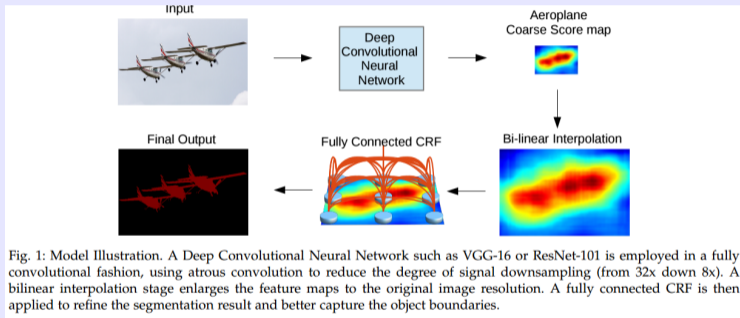 Input
Deep
Convolutional
Neural
Network
Aeroplane
Coarse Score map
Final Output
Fully Connected CRF
Bi-linear Interpolation
Fig. 1: Model Illustration. A Deep Convolutional Neural Network such as VGG-16 or ResNet-101 is employed in a fully
convolutional fashion, using atrous convolution to reduce the degree of signal downsampling (from 32x down 8x). A
bilinear interpolation stage enlarges the feature maps to the original image resolution. A fully connected CRF is then
applied to refine the segmentation result and better capture the object boundaries.